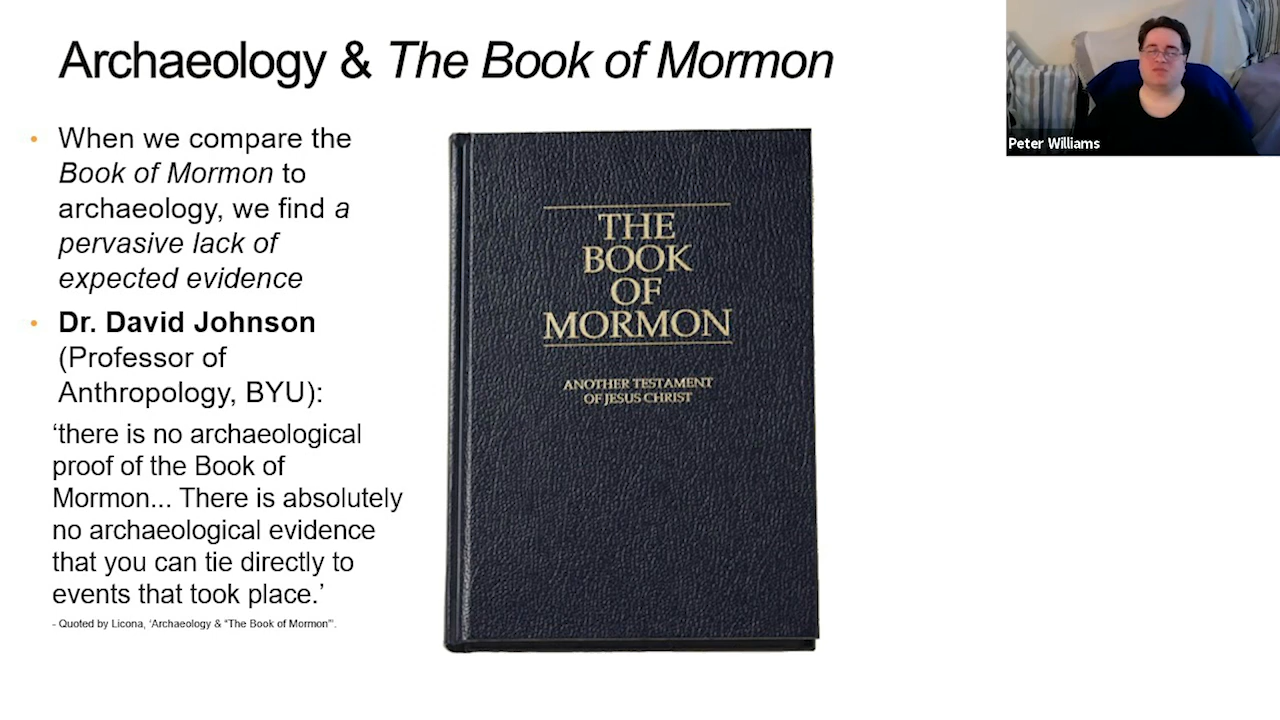 Archaeology & The Book of Mormon
• When we compare the
Book of Mormon to
archaeology, we find a
pervasive lack of
expected evidence
• Dr. David Johnson
(Professor of
Anthropology, BYU):
‘there is no archaeological
proof of the Book of
Mormon... There is absolutely
no archaeological evidence
that you can tie directly to
events that took place.’
- Quoted by Licona, ‘Archaeology & “The Book of Mormon”’.
THE
BOOK
OF
MORMON
ANOTHER TESTAMENT
OF JESUS CHRIST
Peter Williams